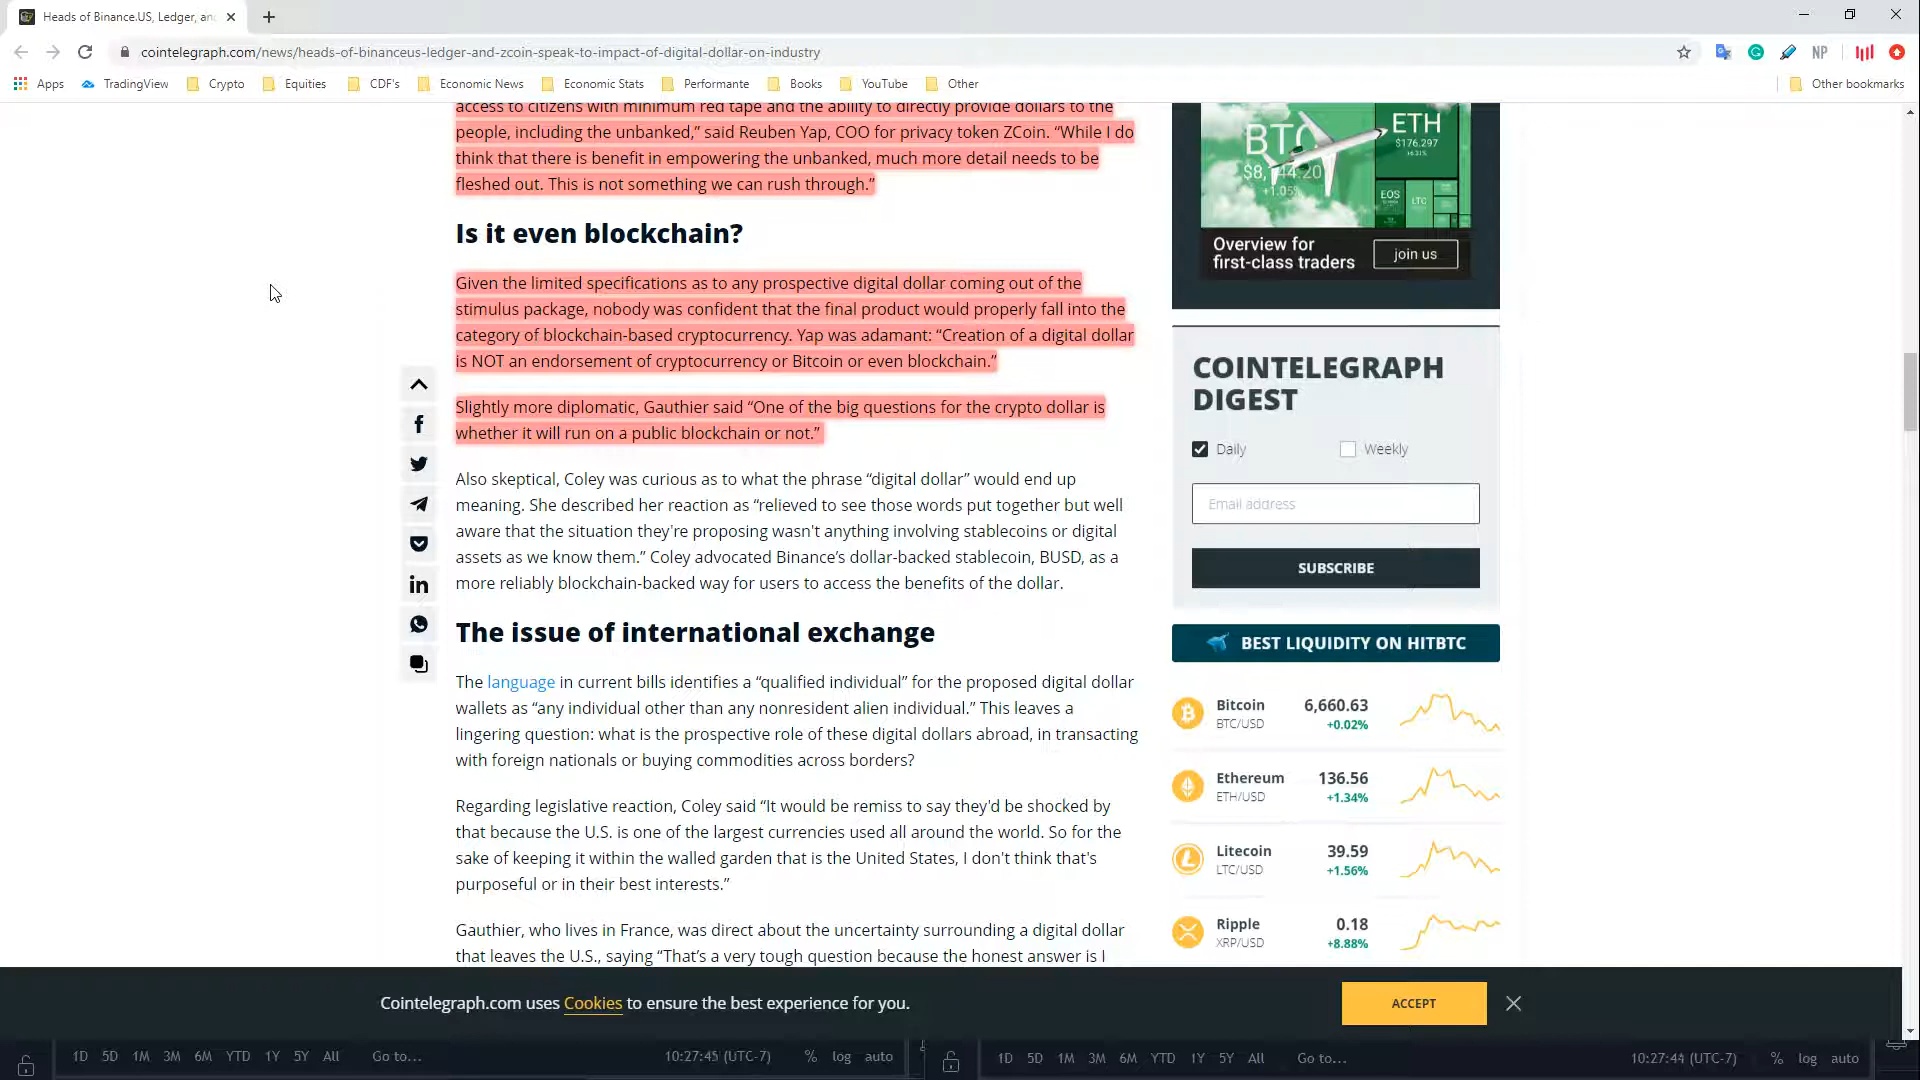 Heads of Binance.US, Ledger, an
cointelegraph.com/news/heads-of-binanceus-ledger-and-zcoin-speak-to-impact-of-digital-dollar-on-industry
NP
Apps
TradingView
Crypto
Equities
CDF's
Economic News
Economic Stats
Performante
Books
YouTube
Other
Other bookmarks
access to citizens with minimum red tape and the ability to directly provide dollars to the
people, including the unbanked,” said Reuben Yap, COO for privacy token ZCoin. “While I do
think that there is benefit in empowering the unbanked, much more detail needs to be
fleshed out. This is not something we can rush through.”
Is it even blockchain?
Given the limited specifications as to any prospective digital dollar coming out of the
stimulus package, nobody was confident that the final product would properly fall into the
category of blockchain-based cryptocurrency. Yap was adamant: “Creation of a digital dollar
is NOT an endorsement of cryptocurrency or Bitcoin or even blockchain.”
Slightly more diplomatic, Gauthier said “One of the big questions for the crypto dollar is
whether it will run on a public blockchain or not.”
Also skeptical, Coley was curious as to what the phrase “digital dollar” would end up
meaning. She described her reaction as “relieved to see those words put together but well
aware that the situation they're proposing wasn't anything involving stablecoins or digital
assets as we know them.” Coley advocated Binance’s dollar-backed stablecoin, BUSD, as a
more reliably blockchain-backed way for users to access the benefits of the dollar.
The issue of international exchange
The language in current bills identifies a “qualified individual” for the proposed digital dollar
wallets as “any individual other than any nonresident alien individual.” This leaves a
lingering question: what is the prospective role of these digital dollars abroad, in transacting
with foreign nationals or buying commodities across borders?
Regarding legislative reaction, Coley said “It would be remiss to say they'd be shocked by
that because the U.S. is one of the largest currencies used all around the world. So for the
sake of keeping it within the walled garden that is the United States, I don't think that's
purposeful or in their best interests.”
Gauthier, who lives in France, was direct about the uncertainty surrounding a digital dollar
that leaves the U.S., saying “That’s a very tough question because the honest answer is I
BTC
ETH
$176.297
+6.31%
+1.05%
EOS
LTC
Overview for
first-class traders
join us
COINTELEGRAPH
DIGEST
Daily
Weekly
Email address
SUBSCRIBE
BEST LIQUIDITY ON HITBTC
Bitcoin 6,660.63
BTC/USD +0.02%
Ethereum 136.56
ETH/USD +1.34%
Litecoin 39.59
LTC/USD +1.56%
Ripple 0.18
XRP/USD +8.88%
Cointelegraph.com uses Cookies to ensure the best experience for you.
ACCEPT
1D 5D 1M 3M 6M YTD 1Y 5Y All Go to... 10:27:45 (UTC-7) % log auto
1D 5D 1M 3M 6M YTD 1Y 5Y All Go to... 10:27:44 (UTC-7) % log auto